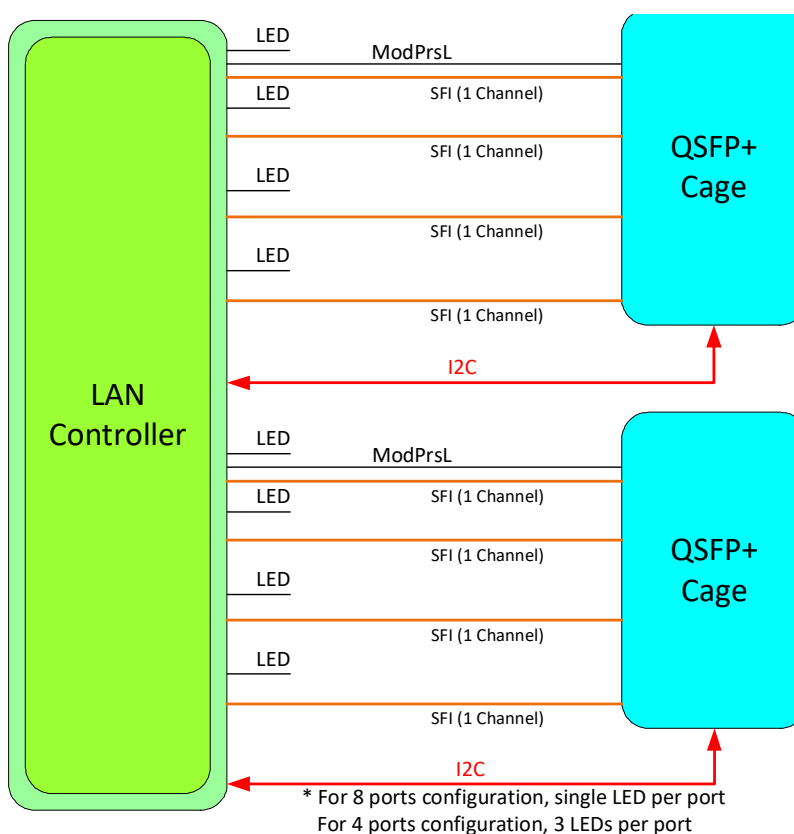 LED
ModPrsL
SFI (1 Channel)
LED
SFI (1 Channel)
QSFP+
Cage
LED
SFI (1 Channel)
LED
SFI (1 Channel)
I2C
LAN
Controller
LED
ModPrsL
SFI (1 Channel)
LED
SFI (1 Channel)
QSFP+
Cage
LED
SFI (1 Channel)
LED
SFI (1 Channel)
I2C
* For 8 ports configuration, single LED per port
For 4 ports configuration, 3 LEDs per port